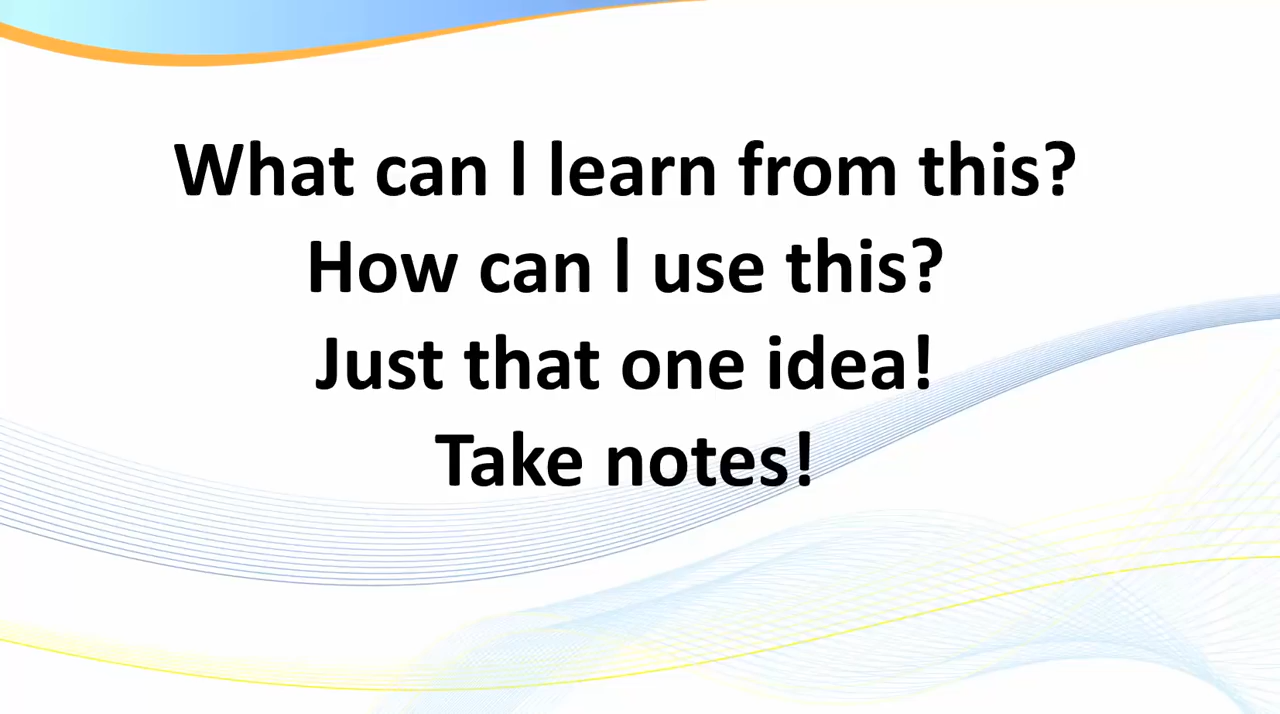 What can I learn from this?
How can I use this?
Just that one idea!
Take notes!